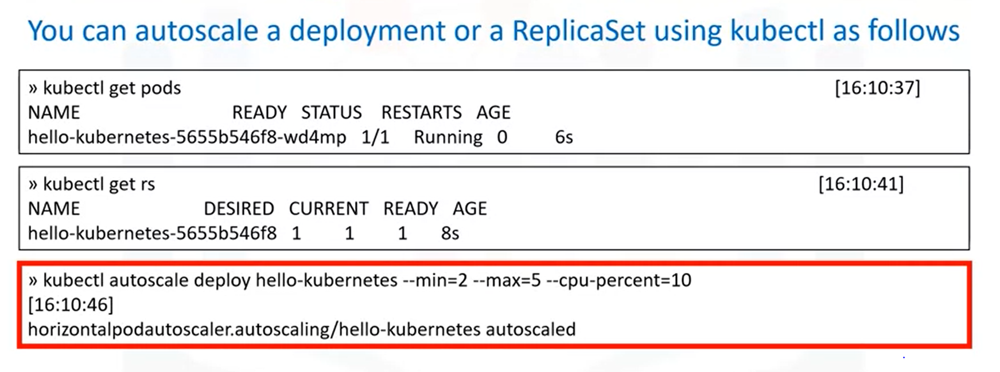 You can autoscale a deployment or a ReplicaSet using kubectl as follows
» kubectl get pods [16:10:37]
NAME READY STATUS RESTARTS AGE
hello-kubernetes-5655b546f8-wd4mp 1/1 Running 0 6s
» kubectl get rs [16:10:41]
NAME DESIRED CURRENT READY AGE
hello-kubernetes-5655b546f8 1 1 1 8s
» kubectl autoscale deploy hello-kubernetes --min=2 --max=5 --cpu-percent=10
[16:10:46]
horizontalpodautoscaler.autoscaling/hello-kubernetes autoscaled